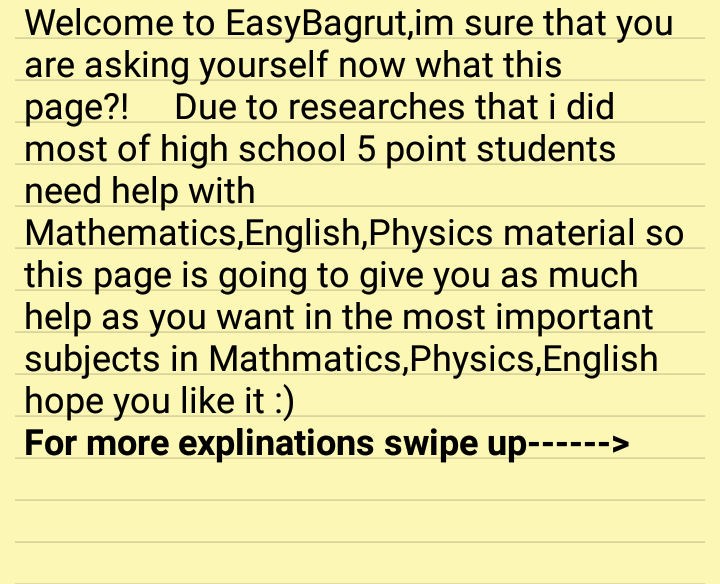 Welcome to EasyBagrut,im sure that you
are asking yourself now what this
page?!     Due to researches that i did
most of high school 5 point students
need help with
Mathematics,English,Physics material so
this page is going to give you as much
help as you want in the most important
subjects in Mathmatics,Physics,English
hope you like it :)
For more explinations swipe up------>